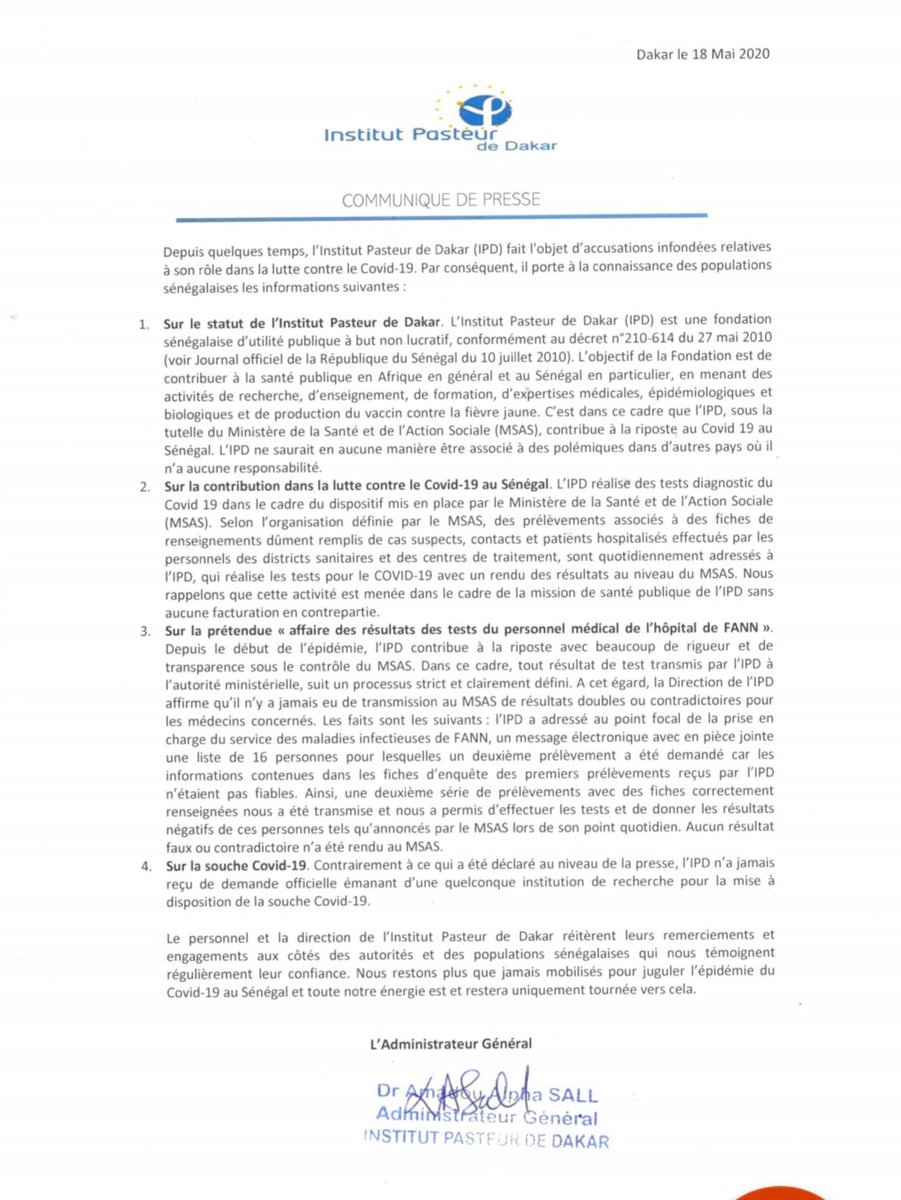 Dakar le 18 Mai 2020
Institut Pasteur
de Dakar
COMMUNIQUE DE PRESSE
Depuis quelques temps, l'Institut Pasteur de Dakar (IPD) fait l'objet d'accusations infondées relatives
à son rôle dans la lutte contre le Covid-19. Par conséquent, il porte à la connaissance des populations
sénégalaises les informations suivantes :
1. Sur le statut de l'Institut Pasteur de Dakar. L'Institut Pasteur de Dakar (IPD) est une fondation
sénégalaise d'utilité publique à but non lucratif, conformément au décret n°210-614 du 27 mai 2010
(voir Journal officiel de la République du Sénégal du 10 juillet 2010). L'objectif de la Fondation est de
contribuer à la santé publique en Afrique en général et au Sénégal en particulier, en menant des
activités de recherche, d'enseignement, de formation, d'expertises médicales, épidémiologiques et
biologiques et de production du vaccin contre la fièvre jaune. C'est dans ce cadre que l'IPD, sous la
tutelle du Ministère de la Santé et de l'Action Sociale (MSAS), contribue à la riposte au Covid 19 au
Sénégal. L'IPD ne saurait en aucune manière être associé à des polémiques dans d'autres pays où il
n'a aucune responsabilité.
2. Sur la contribution dans la lutte contre le Covid-19 au Sénégal. L'IPD réalise des tests diagnostic du
Covid 19 dans le cadre du dispositif mis en place par le Ministère de la Santé et de l'Action Sociale
(MSAS). Selon l'organisation définie par le MSAS, des prélèvements associés à des fiches de
renseignements dûment remplis de cas suspects, contacts et patients hospitalisés effectués par les
personnels des districts sanitaires et des centres de traitement, sont quotidiennement adressés à
l'IPD, qui réalise les tests pour le COVID-19 avec un rendu des résultats au niveau du MSAS. Nous
rappelons que cette activité est menée dans le cadre de la mission de santé publique de l'IPD sans
aucune facturation en contrepartie.
3. Sur la prétendue « affaire des résultats des tests du personnel médical de l'hôpital de FANN ».
Depuis le début de l'épidémie, l'IPD contribue à la riposte avec beaucoup de rigueur et de
transparence sous le contrôle du MSAS. Dans ce cadre, tout résultat de test transmis par l'IPD à
l'autorité ministérielle, suit un processus strict et clairement défini. A cet égard, la Direction de l'IPD
affirme qu'il n'y a jamais eu de transmission au MSAS de résultats doubles ou contradictoires pour
les médecins concernés. Les faits sont les suivants : l'IPD a adressé au point focal de la prise en
charge du service des maladies infectieuses de FANN, un message électronique avec en pièce jointe
une liste de 16 personnes pour lesquelles un deuxième prélèvement a été demandé car les
informations contenues dans les fiches d'enquête des premiers prélèvements reçus par l'IPD
n'étaient pas fiables. Ainsi, une deuxième série de prélèvements avec des fiches correctement
renseignées nous a été transmise et nous a permis d'effectuer les tests et de donner les résultats
négatifs de ces personnes tels qu'annoncés par le MSAS lors de son point quotidien. Aucun résultat
faux ou contradictoire n'a été rendu au MSAS.
4. Sur la souche Covid-19. Contrairement à ce qui a été déclaré au niveau de la presse, l'IPD n'a jamais
reçu de demande officielle émanant d'une quelconque institution de recherche pour la mise à
disposition de la souche Covid-19.
Le personnel et la direction de l'Institut Pasteur de Dakar réitèrent leurs remerciements et
engagements aux côtés des autorités et des populations sénégalaises qui nous témoignent
régulièrement leur confiance. Nous restons plus que jamais mobilisés pour juguler l'épidémie du
Covid-19 au Sénégal et toute notre énergie est et restera uniquement tournée vers cela.
L'Administrateur Général
Dr Amadou Alpha SALL
Administrateur Général
INSTITUT PASTEUR DE DAKAR